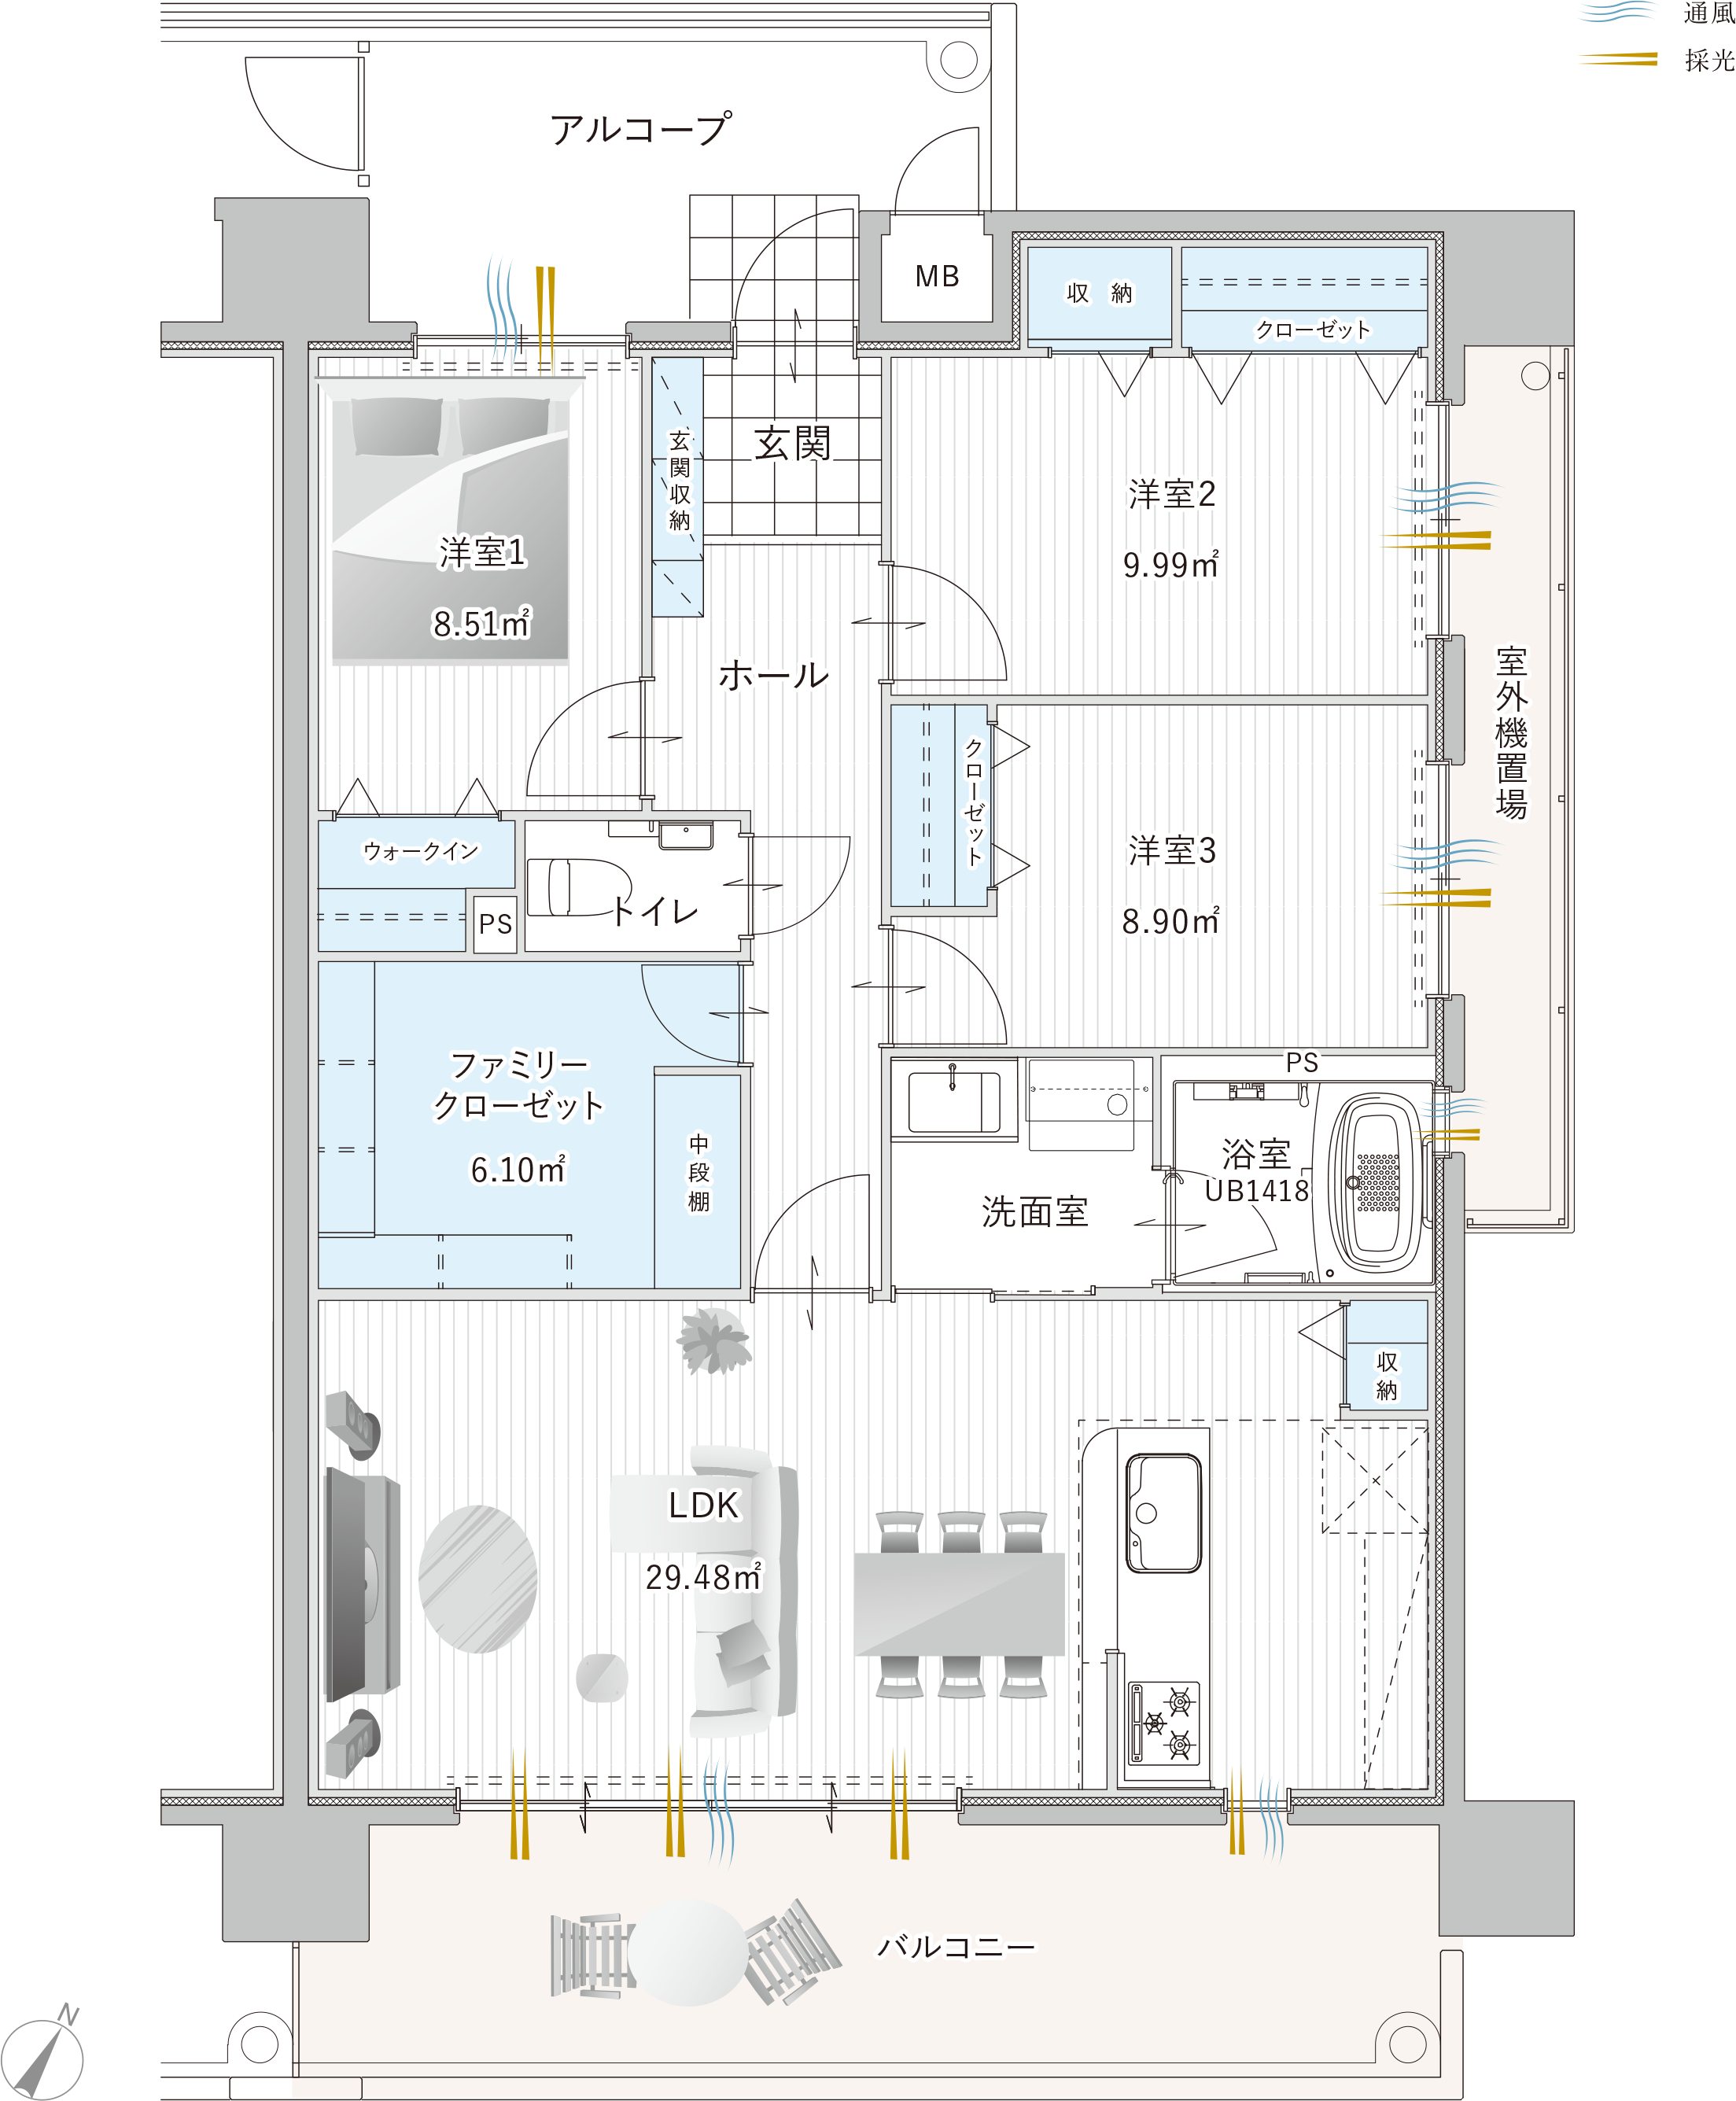 通風
採光
アルコープ
MB
収 納
クローゼット
玄関
玄関収納
洋室1
8.51㎡
洋室2
9.99㎡
ホール
室外機置場
クローゼット
洋室3
8.90㎡
ウォークイン
PS
トイレ
ファミリー
クローゼット
6.10㎡
中段棚
PS
浴室
UB1418
洗面室
収納
LDK
29.48㎡
バルコニー
N